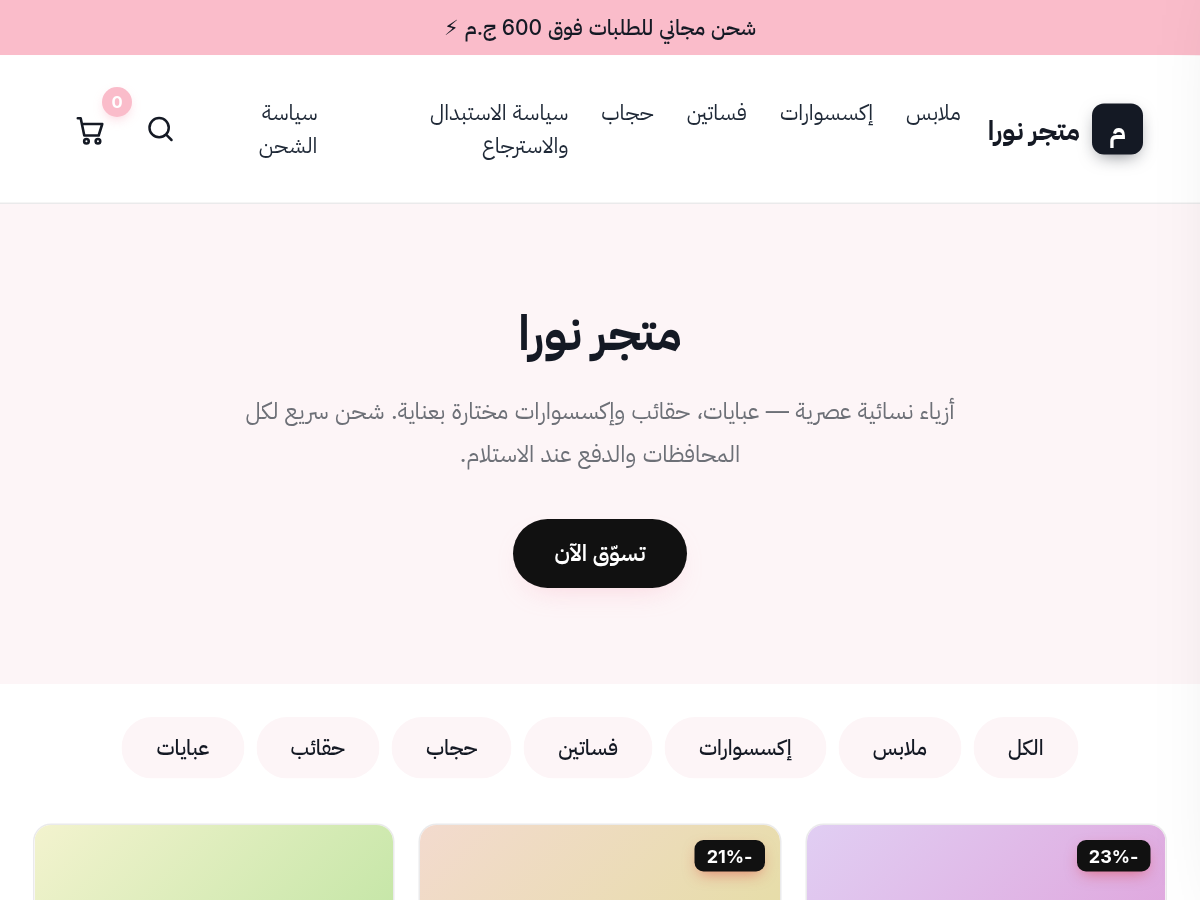 شحن مجاني للطلبات فوق 600 ج.م ⚡
م
متجر نورا
ملابس
إكسسوارات
فساتين
حجاب
سياسة الاستبدال
والاسترجاع
سياسة
الشحن
0
متجر نورا
أزياء نسائية عصرية — عبايات، حقائب وإكسسوارات مختارة بعناية. شحن سريع لكل
المحافظات والدفع عند الاستلام.
تسوّق الآن
الكل
ملابس
إكسسوارات
فساتين
حجاب
حقائب
عبايات
-23%
-21%